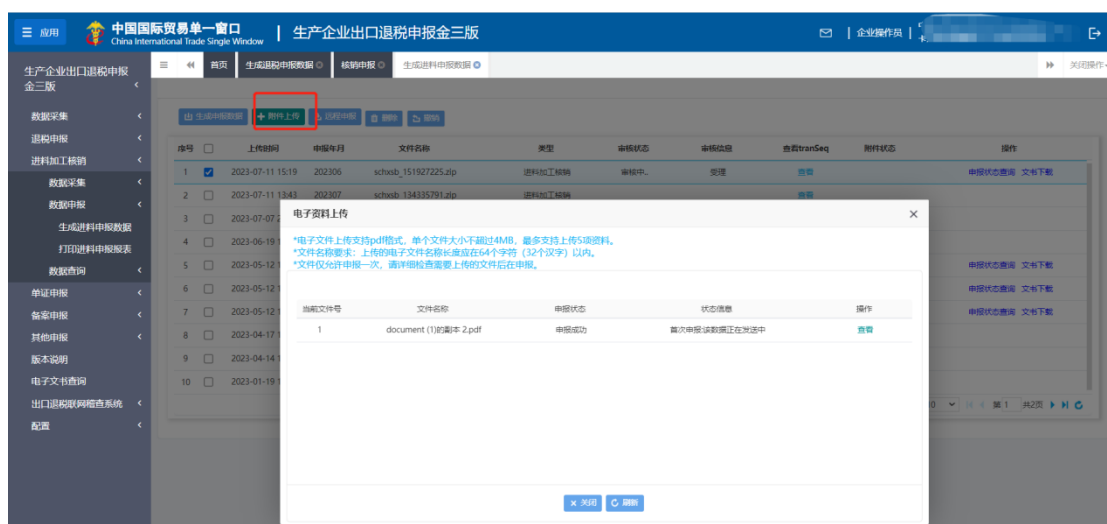 应用
中国国际贸易单一窗口
China International Trade Single Window
生产企业出口退税申报金三版
企业操作员
首页 生成退税申报数据 核销申报 生成进料申报数据
关闭操作
生产企业出口退税申报
金三版
数据采集
退税申报
进料加工核销
数据采集
数据申报
生成进料申报数据
打印进料申报报表
数据查询
单证申报
备案申报
其他申报
版本说明
电子文书查询
出口退税联网稽查系统
配置
生成申报数据 附件上传 远程申报 删除 撤销
序号 上传时间 申报年月 文件名称 类型 审核状态 审核信息 查看tranSeq 附件状态 操作
1 2023-07-11 15:19 202306 schxsb_151927225.zip 进料加工核销 审核中.. 受理 查看 申报状态查询 文书下载
2 2023-07-11 13:43 202307 schxsb_134335791.zip 进料加工核销 查看
3 2023-07-07
4 2023-06-19
5 2023-05-12 申报状态查询 文书下载
6 2023-05-12 申报状态查询 文书下载
7 2023-05-12 申报状态查询 文书下载
8 2023-04-17
9 2023-04-14
10 2023-01-19
第 1 共2页
电子资料上传
*电子文件上传支持pdf格式，单个文件大小不超过4MB，最多支持上传5项资料。
*文件名称要求：上传的电子文件名称长度应在64个字符（32个汉字）以内。
*文件仅允许申报一次，请详细检查需要上传的文件后在申报。
当前文件号 文件名称 申报状态 状态信息 操作
1 document (1)的副本 2.pdf 申报成功 首次申报:该数据正在发送中 查看
关闭 刷新